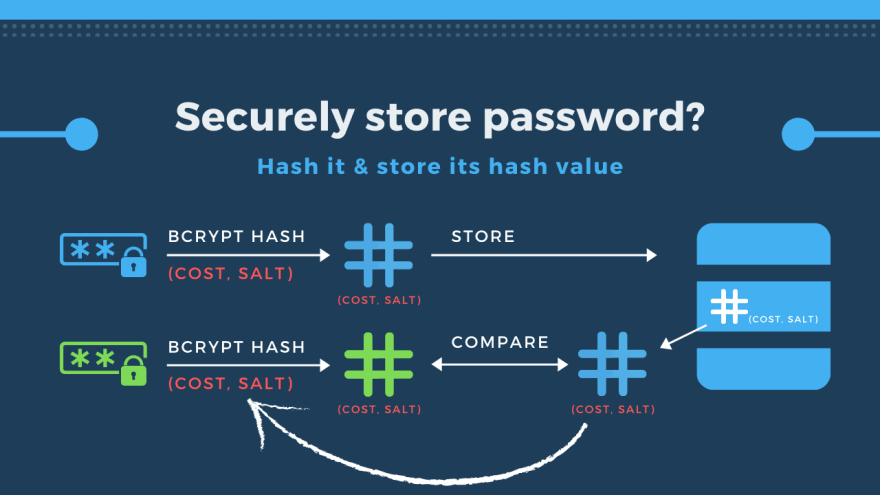 Securely store password?
Hash it & store its hash value
** BCRYPT HASH STORE
(COST, SALT)
(COST, SALT)
(COST, SALT)
** BCRYPT HASH COMPARE
(COST, SALT)
(COST, SALT) (COST, SALT)